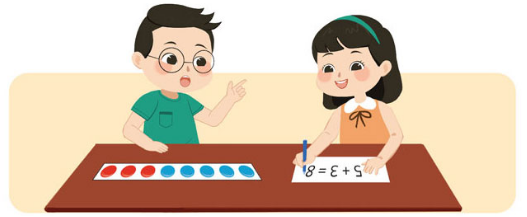 5 + 3 = 8